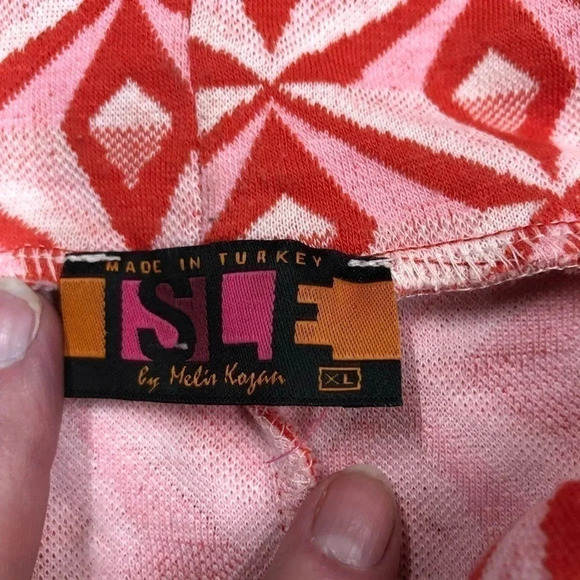 MADE IN TURKEY
ISLE
by Melis Kozan
XL